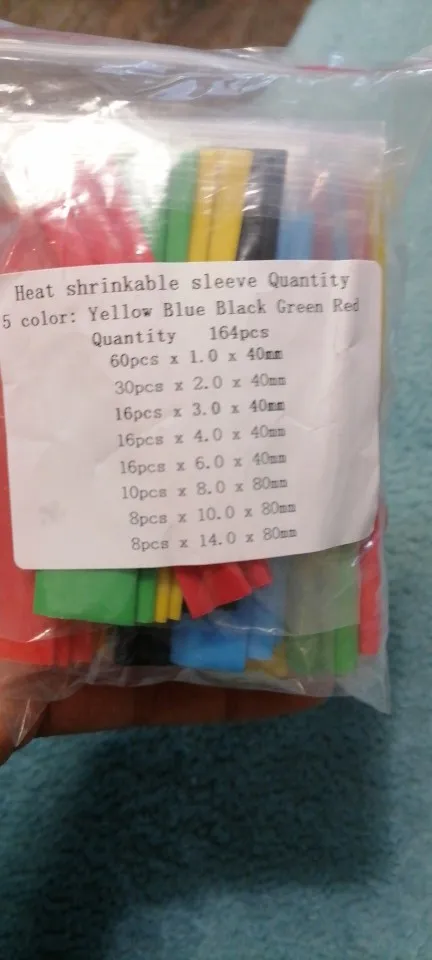 Heat shrinkable sleeve Quantity
5 color: Yellow Blue Black Green Red
Quantity 164pcs
60pcs x 1.0 x 40mm
30pcs x 2.0 x 40mm
16pcs x 3.0 x 40mm
16pcs x 4.0 x 40mm
16pcs x 6.0 x 40mm
10pcs x 8.0 x 80mm
8pcs x 10.0 x 80mm
8pcs x 14.0 x 80mm